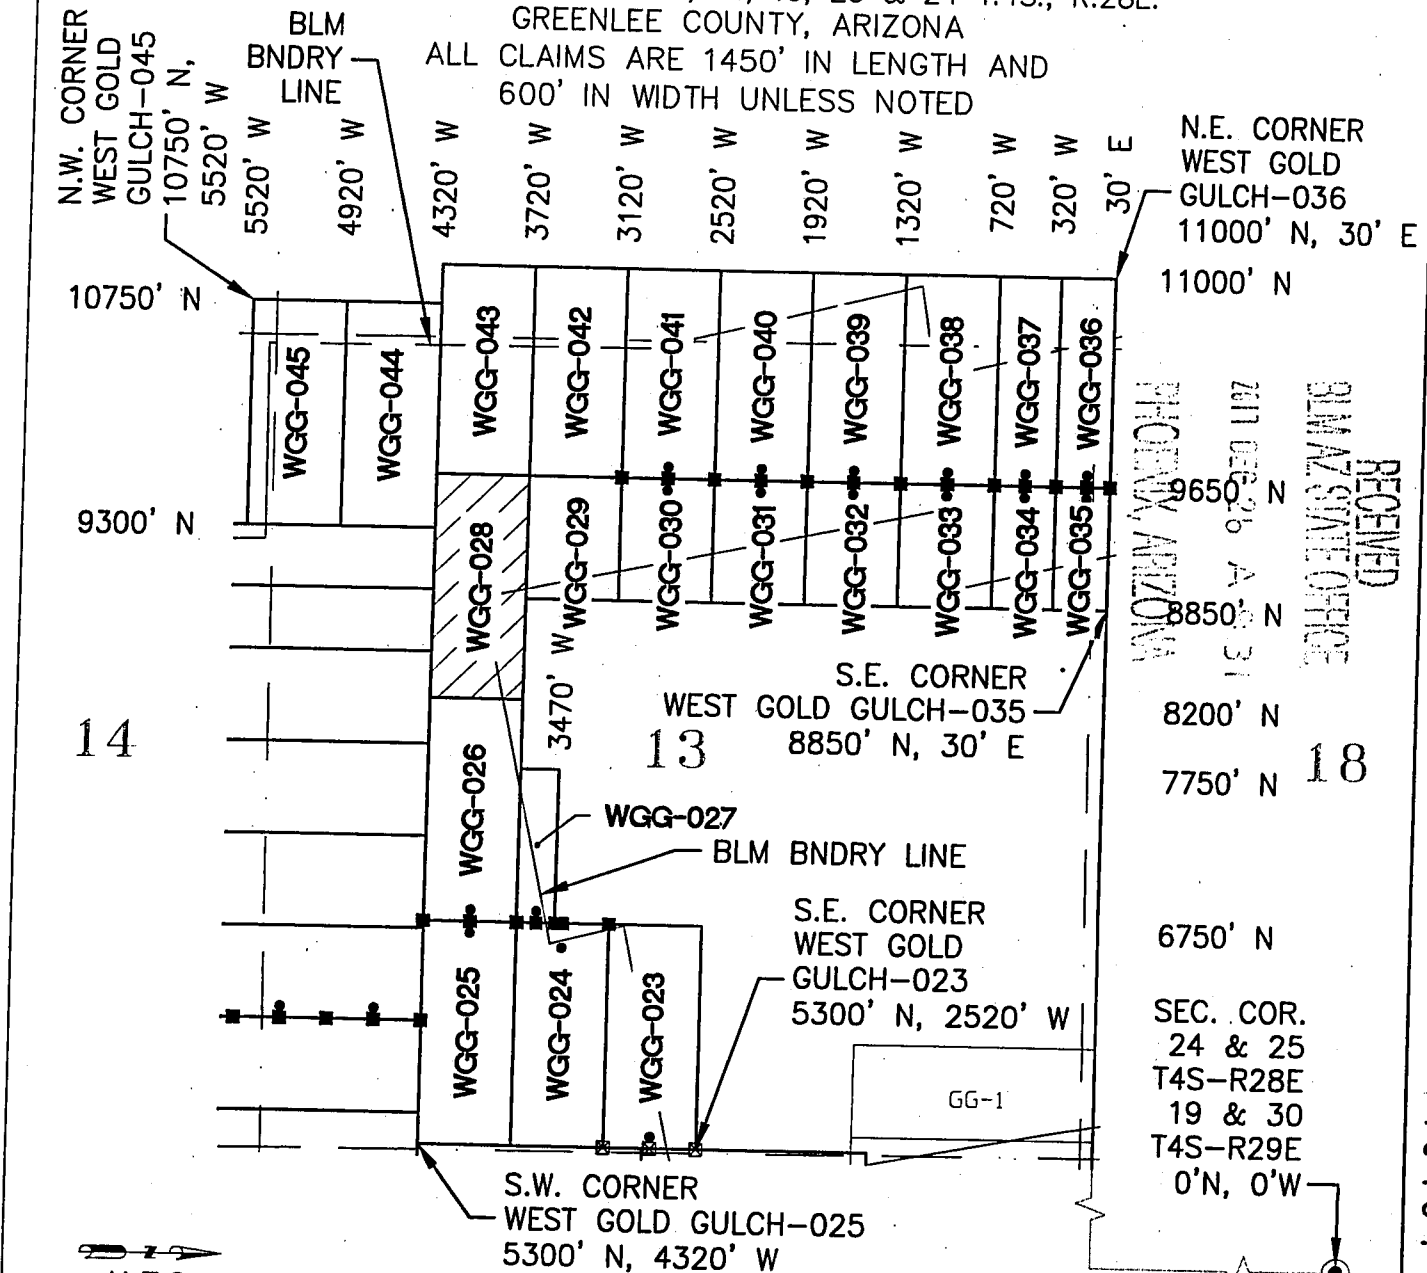 GREENLEE COUNTY, ARIZONA
ALL CLAIMS ARE 1450' IN LENGTH AND
600' IN WIDTH UNLESS NOTED
BLM
BNDRY
LINE
N.W. CORNER
WEST GOLD
GULCH-045
10750' N,
5520' W
5520' W
4920' W
4320' W
3720' W
3120' W
2520' W
1920' W
1320' W
720' W
320' W
30' E
N.E. CORNER
WEST GOLD
GULCH-036
11000' N, 30' E
10750' N
11000' N
WGG-045
WGG-044
WGG-043
WGG-042
WGG-041
WGG-040
WGG-039
WGG-038
WGG-037
WGG-036
9300' N
9650' N
WGG-028
WGG-029
WGG-030
WGG-031
WGG-032
WGG-033
WGG-034
WGG-035
8850' N
RECEIVED
BLM AZ STATE OFFICE
PHOENIX, ARIZONA
3470' W
S.E. CORNER
WEST GOLD GULCH-035
8850' N, 30' E
8200' N
14
13
18
7750' N
WGG-026
WGG-027
BLM BNDRY LINE
S.E. CORNER
WEST GOLD
GULCH-023
5300' N, 2520' W
6750' N
WGG-025
WGG-024
WGG-023
GG-1
SEC. COR.
24 & 25
T4S-R28E
19 & 30
T4S-R29E
0'N, 0'W
S.W. CORNER
WEST GOLD GULCH-025
5300' N, 4320' W
N